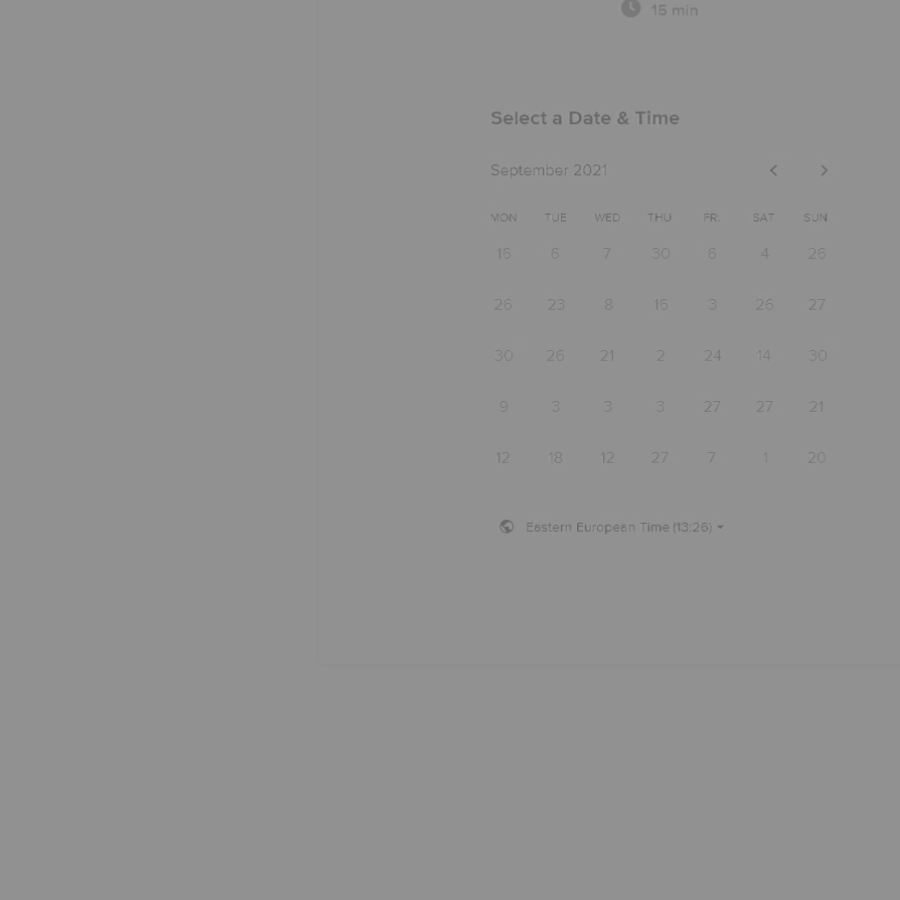 15 min
Select a Date & Time
September 2021
MON TUE WED THU FRI SAT SUN
16 6 7 30 6 4 26
26 23 8 16 3 26 27
30 26 21 2 24 14 30
9 3 3 3 27 27 21
12 18 12 27 7 1 20
Eastern European Time (13:26)